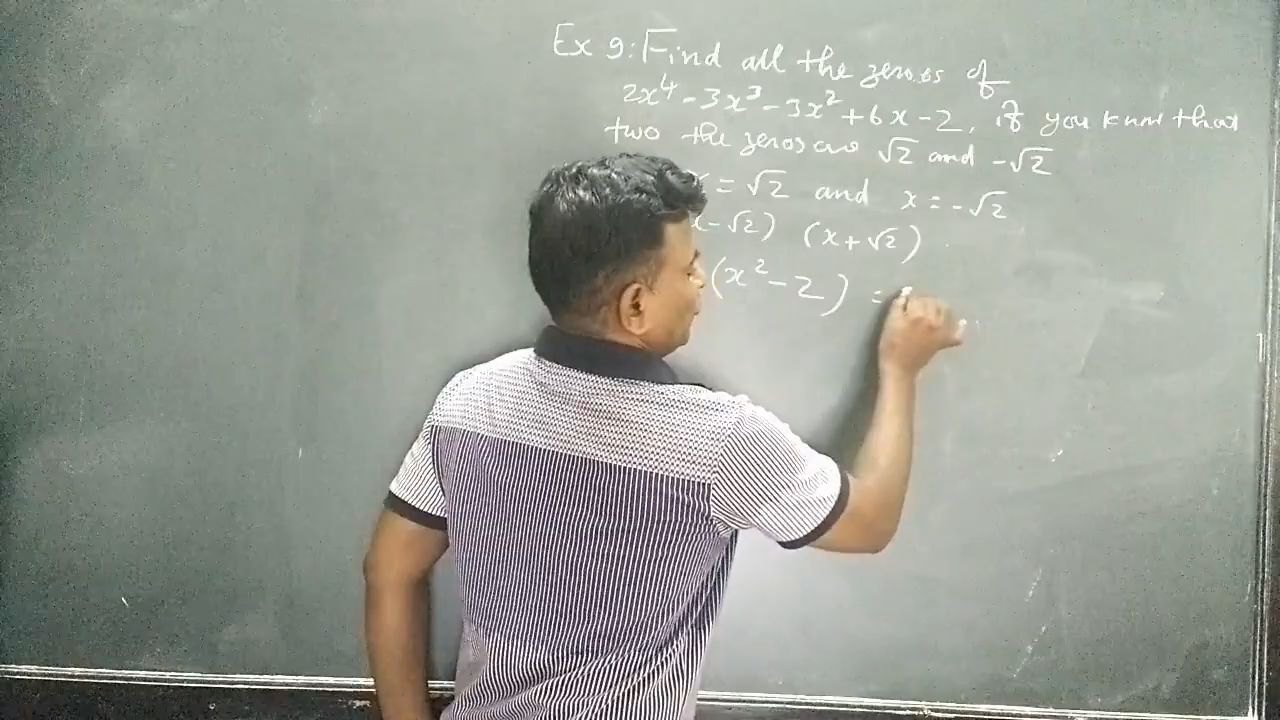 Ex 9: Find all the zeroes of
2x⁴ - 3x³ - 3x² + 6x - 2, if you know that
two the zeros are √2 and -√2
x = √2 and x = -√2
x - √2) (x + √2)
(x² - 2) =